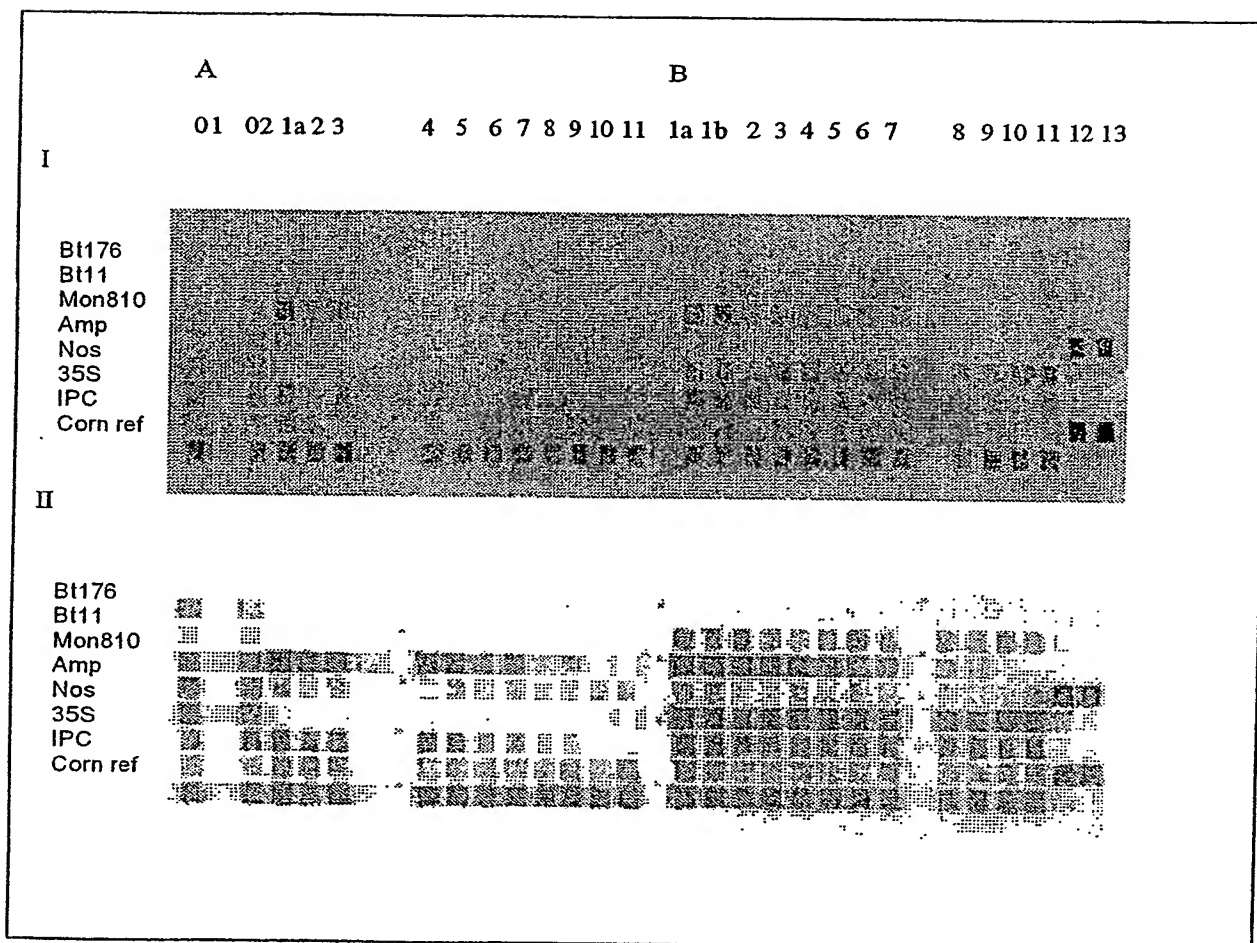 A B
01 02 1a 2 3 4 5 6 7 8 9 10 11 1a 1b 2 3 4 5 6 7 8 9 10 11 12 13
I
Bt176
Bt11
Mon810
Amp
Nos
35S
IPC
Corn ref
II
Bt176
Bt11
Mon810
Amp
Nos
35S
IPC
Corn ref